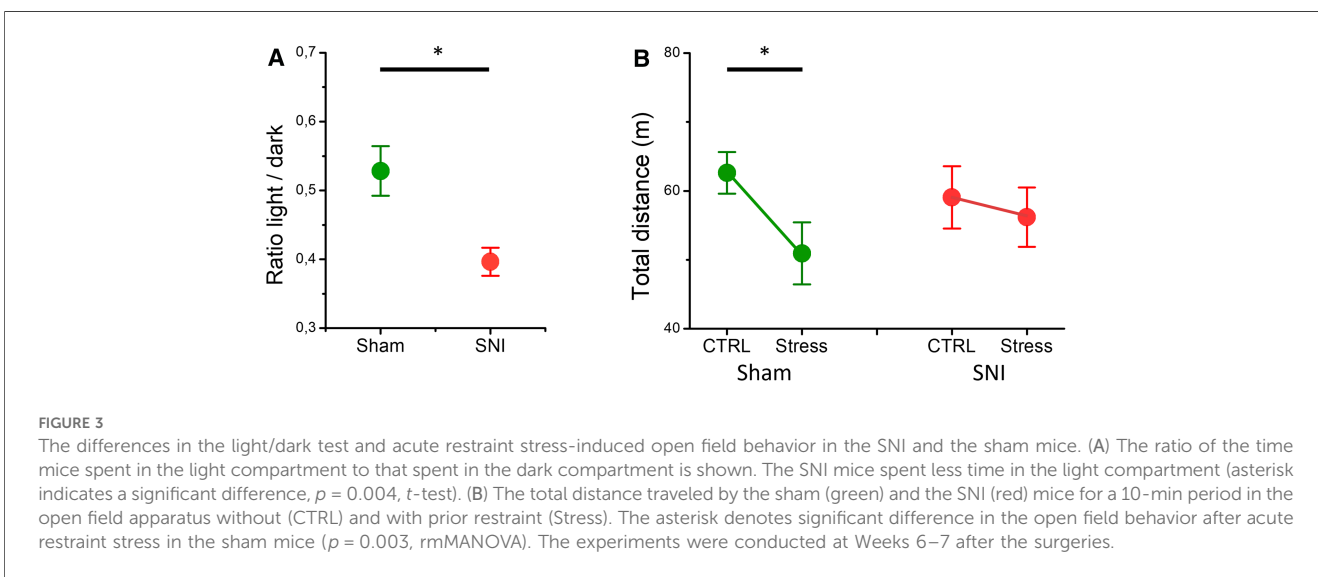 A
B
*
*
0,7
0,6
0,5
0,4
0,3
Ratio light / dark
Sham SNI
80
60
40
Total distance (m)
CTRL Stress CTRL Stress
Sham SNI
FIGURE 3
The differences in the light/dark test and acute restraint stress-induced open field behavior in the SNI and the sham mice. (A) The ratio of the time
mice spent in the light compartment to that spent in the dark compartment is shown. The SNI mice spent less time in the light compartment (asterisk
indicates a significant difference, p = 0.004, t-test). (B) The total distance traveled by the sham (green) and the SNI (red) mice for a 10-min period in the
open field apparatus without (CTRL) and with prior restraint (Stress). The asterisk denotes significant difference in the open field behavior after acute
restraint stress in the sham mice (p = 0.003, rmMANOVA). The experiments were conducted at Weeks 6–7 after the surgeries.